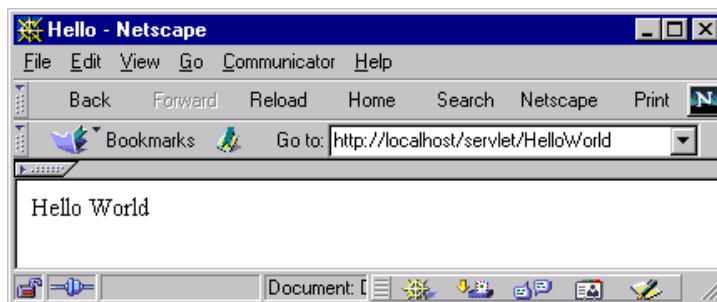 Hello - Netscape
File Edit View Go Communicator Help
Back Forward Reload Home Search Netscape Print N
Bookmarks Go to: http://localhost/servlet/HelloWorld
Hello World
Document: